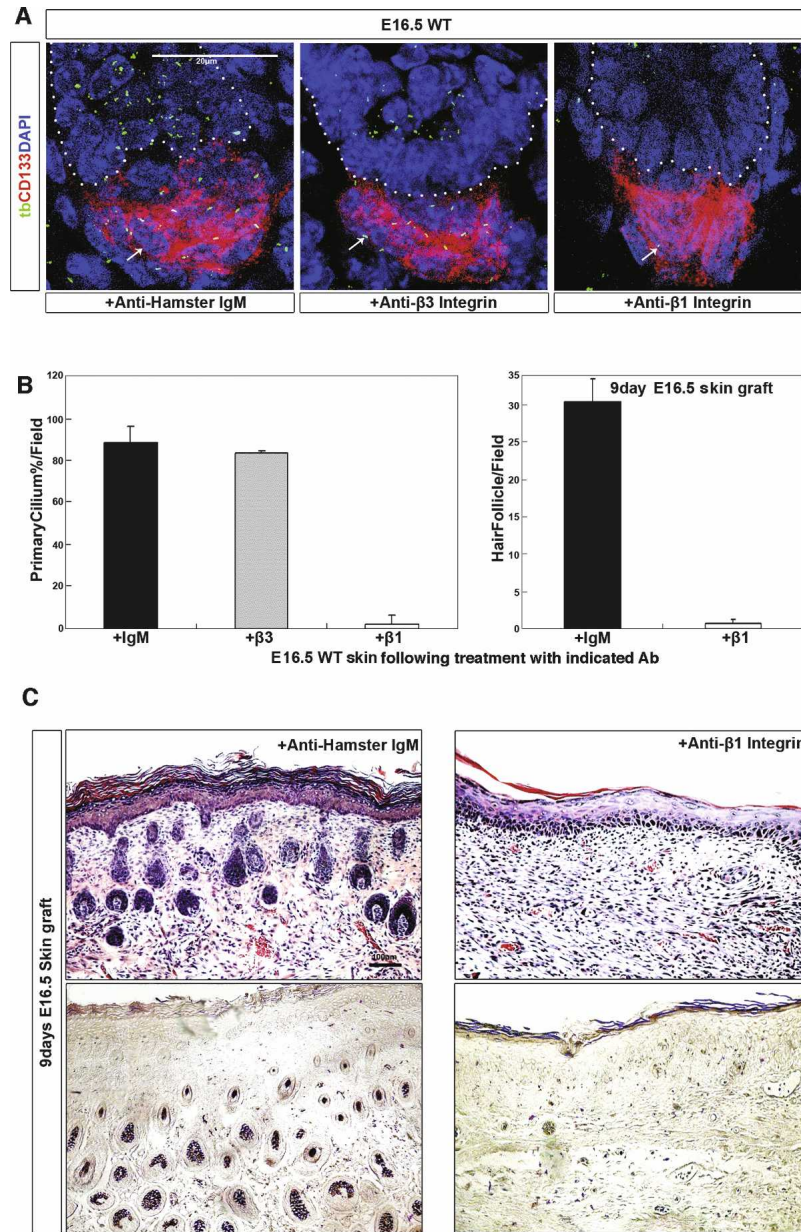 A
E16.5 WT
tbCD133DAPI
20μm
+Anti-Hamster IgM
+Anti-β3 Integrin
+Anti-β1 Integrin
B
120
100
80
60
40
20
0
PrimaryCilium%/Field
+IgM
+β3
+β1
9day E16.5 skin graft
35
30
25
20
15
10
5
0
HairFollicle/Field
+IgM
+β1
E16.5 WT skin following treatment with indicated Ab
C
9days E16.5 Skin graft
+Anti-Hamster IgM
100μm
+Anti-β1 Integrin